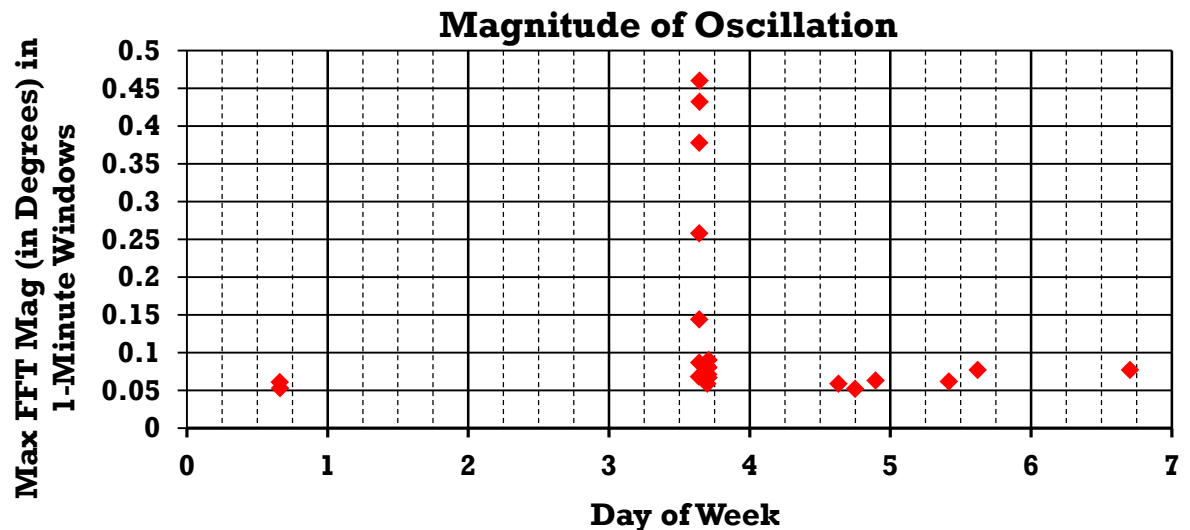 Magnitude of Oscillation
Max FFT Mag (in Degrees) in
1-Minute Windows
0.5
0.45
0.4
0.35
0.3
0.25
0.2
0.15
0.1
0.05
0
0 1 2 3 4 5 6 7
Day of Week